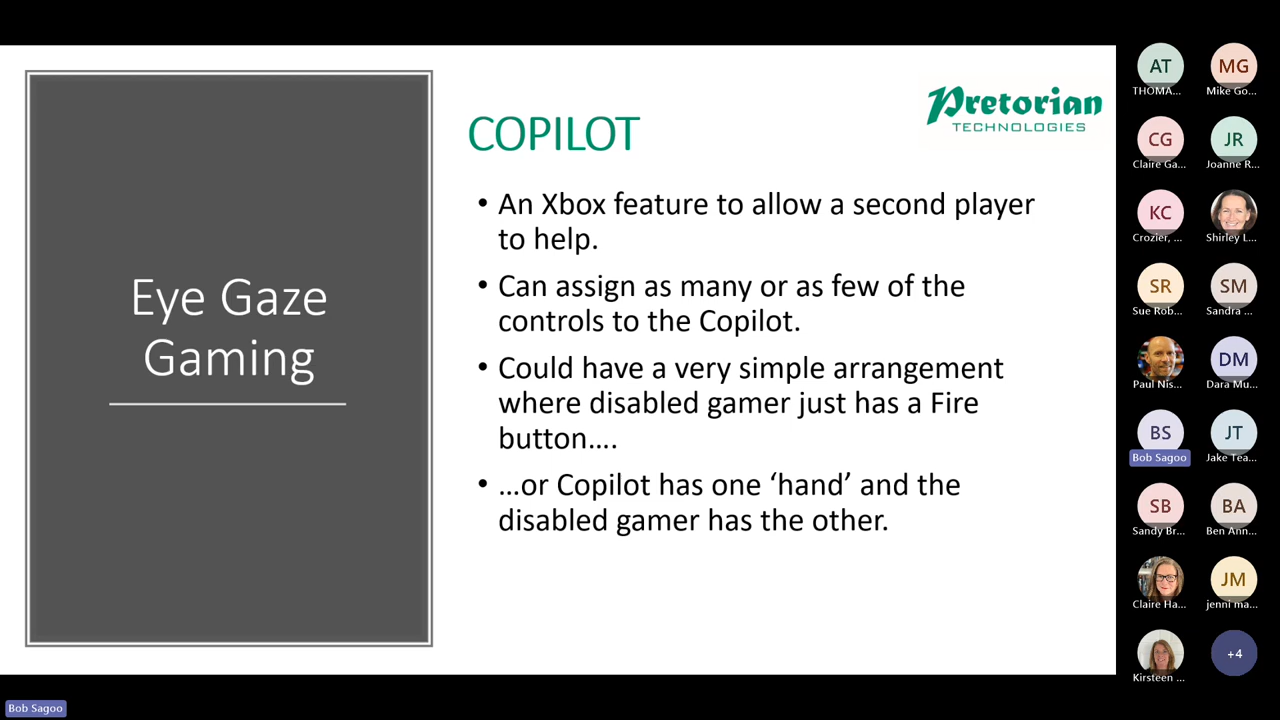 Eye Gaze
Gaming
COPILOT
Pretorian
TECHNOLOGIES
• An Xbox feature to allow a second player
to help.
• Can assign as many or as few of the
controls to the Copilot.
• Could have a very simple arrangement
where disabled gamer just has a Fire
button....
• ...or Copilot has one ‘hand’ and the
disabled gamer has the other.
AT
THOMA...
MG
Mike Go...
CG
Claire Ga...
JR
Joanne R...
KC
Crozier, ...
Shirley L...
SR
Sue Rob...
SM
Sandra ...
Paul Nis...
DM
Dara Mu...
BS
Bob Sagoo
JT
Jake Tea...
SB
Sandy Br...
BA
Ben Ann...
Claire Ha...
JM
jenni ma...
Kirsteen ...
+4
Bob Sagoo